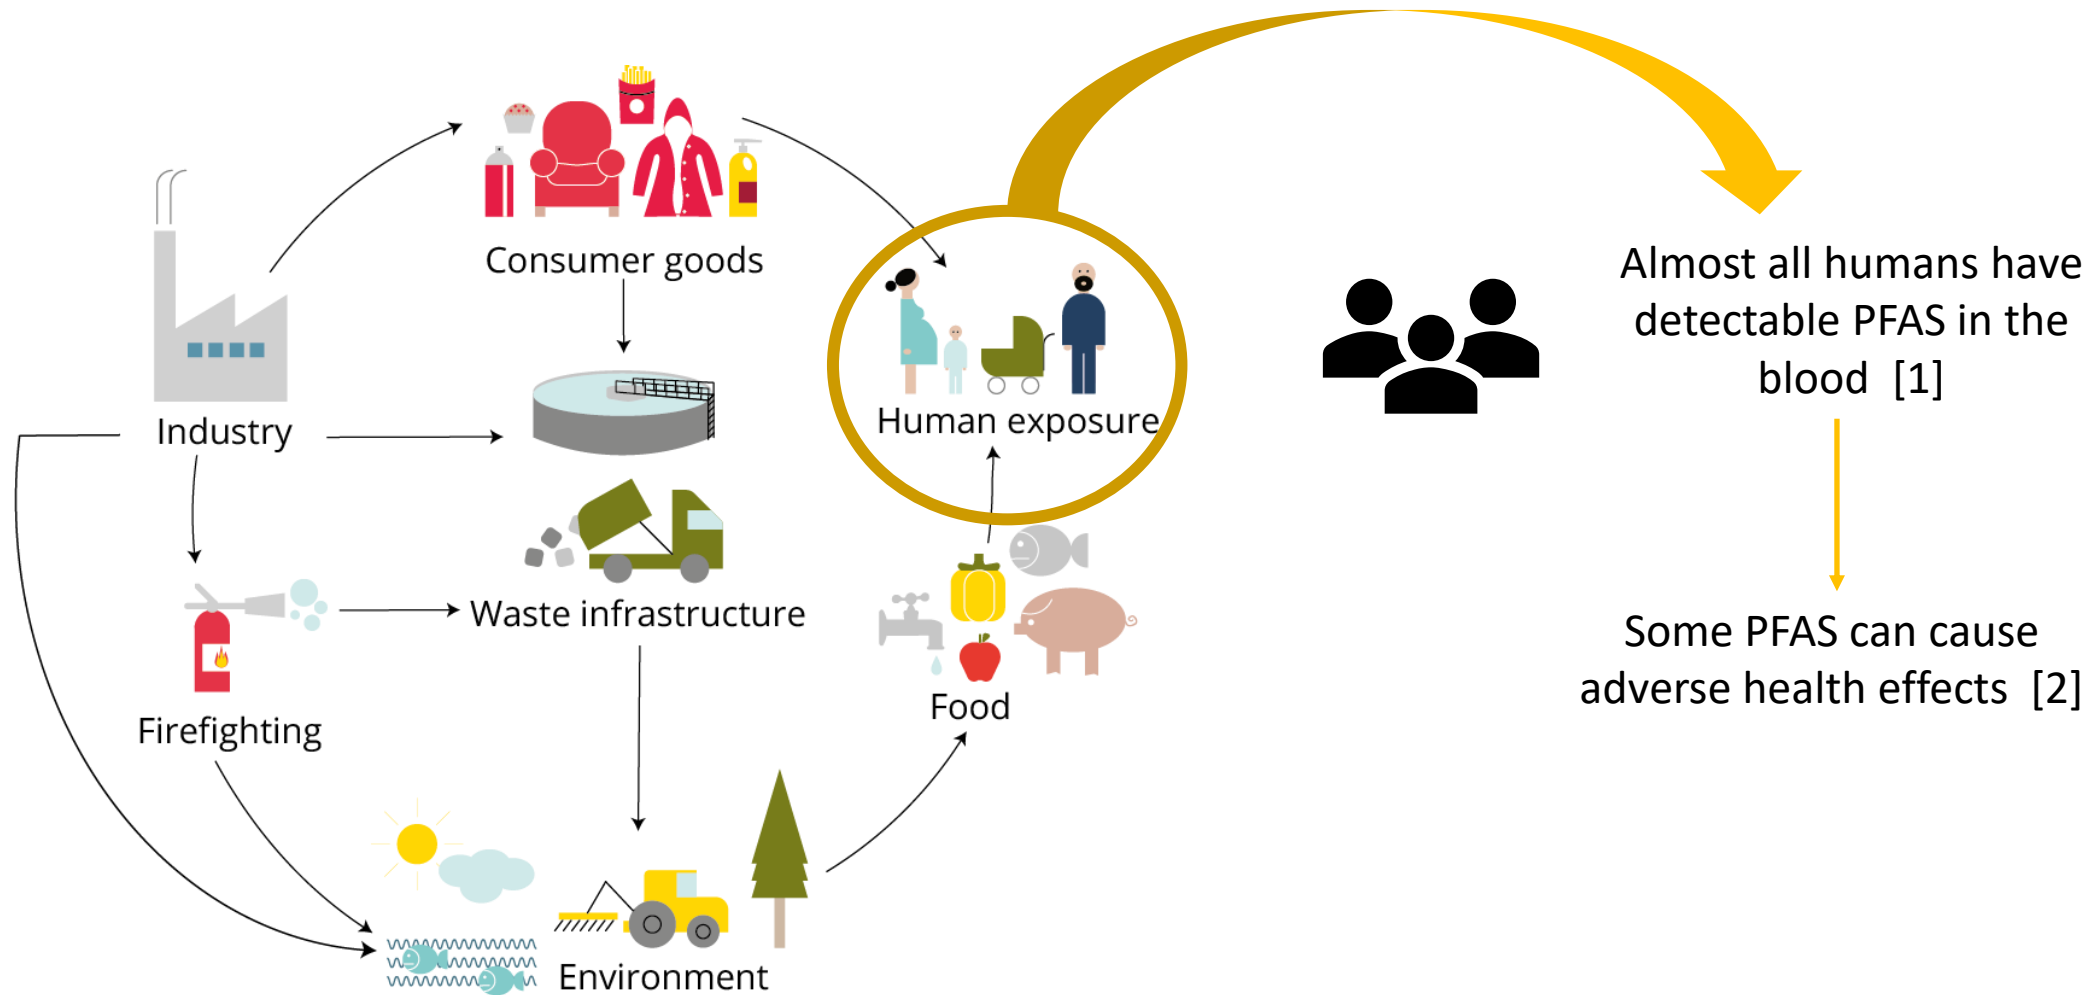 Consumer goods
Industry
Human exposure
Waste infrastructure
Firefighting
Food
Environment
Almost all humans have
detectable PFAS in the
blood [1]
Some PFAS can cause
adverse health effects [2]